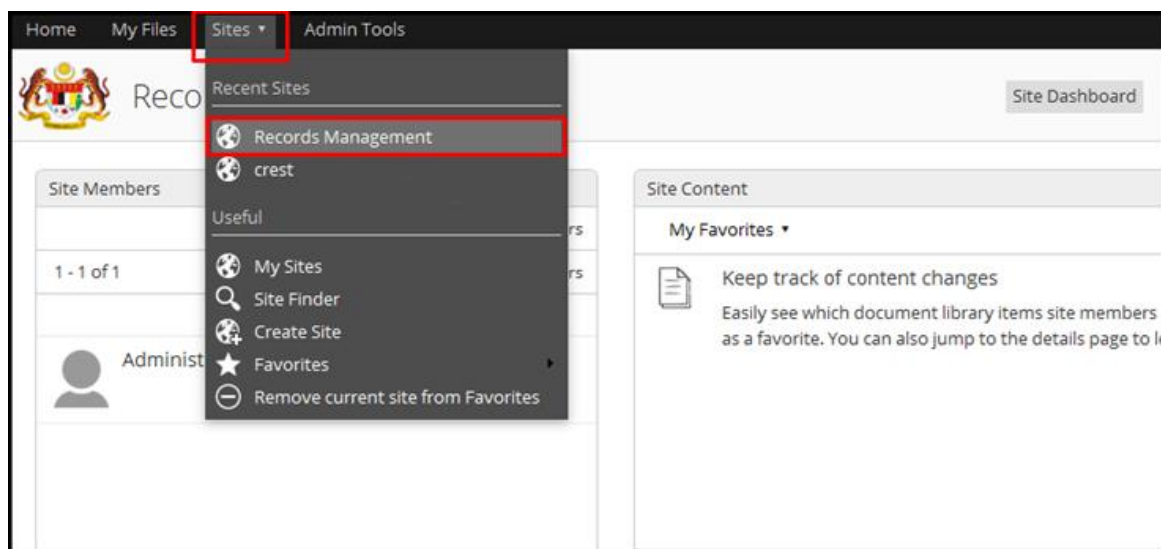 Home My Files Sites ▾ Admin Tools
Reco
Site Dashboard
Recent Sites
Records Management
crest
Useful
My Sites
Site Finder
Create Site
Favorites
Remove current site from Favorites
Site Members
1 - 1 of 1
Administ
Site Content
My Favorites ▾
Keep track of content changes
Easily see which document library items site members
as a favorite. You can also jump to the details page to